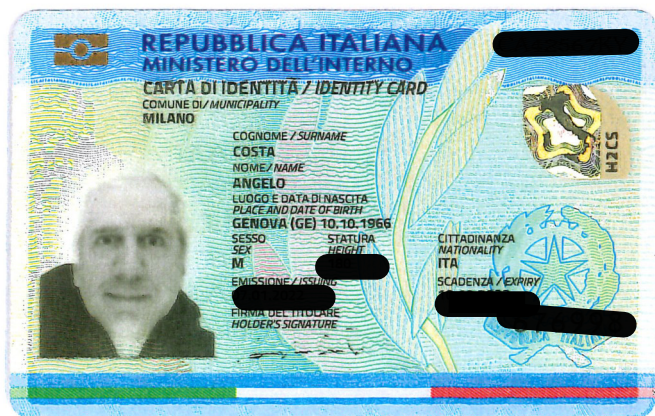 REPUBBLICA ITALIANA
MINISTERO DELL'INTERNO
CARTA DI IDENTITÀ / IDENTITY CARD
COMUNE DI / MUNICIPALITY
MILANO
COGNOME / SURNAME
COSTA
NOME / NAME
ANGELO
LUOGO E DATA DI NASCITA
PLACE AND DATE OF BIRTH
GENOVA (GE) 10.10.1966
SESSO
SEX
M
STATURA
HEIGHT
CITTADINANZA
NATIONALITY
ITA
EMISSIONE / ISSUING
SCADENZA / EXPIRY
FIRMA DEL TITOLARE
HOLDER'S SIGNATURE
H2CS